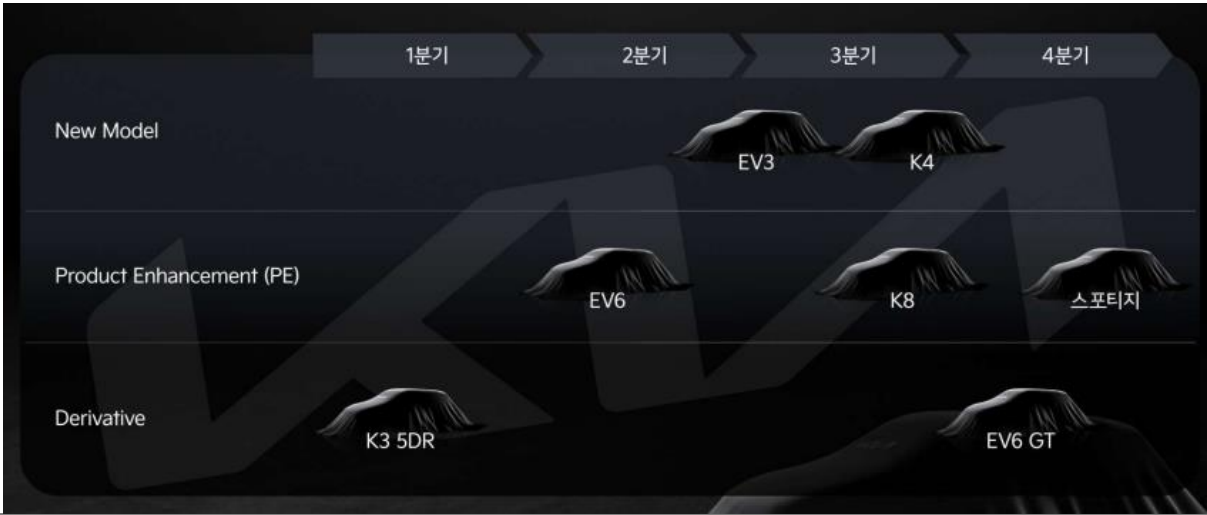 1분기 2분기 3분기 4분기
New Model
EV3 K4
Product Enhancement (PE)
EV6 K8 스포티지
Derivative
K3 5DR EV6 GT